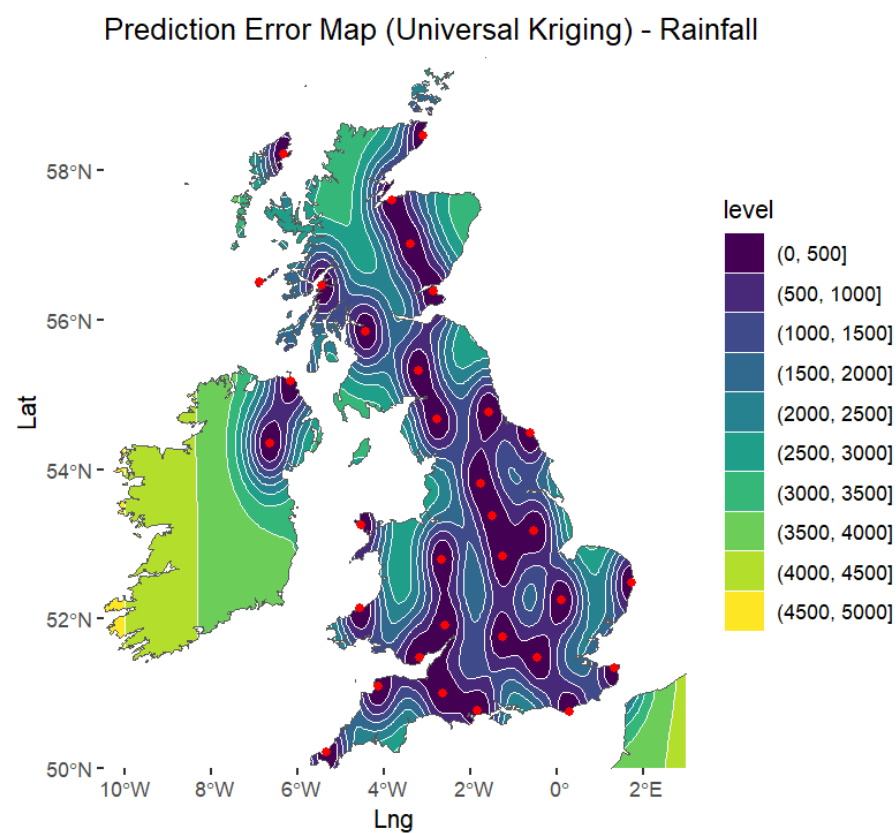 Prediction Error Map (Universal Kriging) - Rainfall
58°N
56°N
54°N
52°N
50°N
Lat
10°W 8°W 6°W 4°W 2°W 0° 2°E
Lng
level
(0, 500]
(500, 1000]
(1000, 1500]
(1500, 2000]
(2000, 2500]
(2500, 3000]
(3000, 3500]
(3500, 4000]
(4000, 4500]
(4500, 5000]